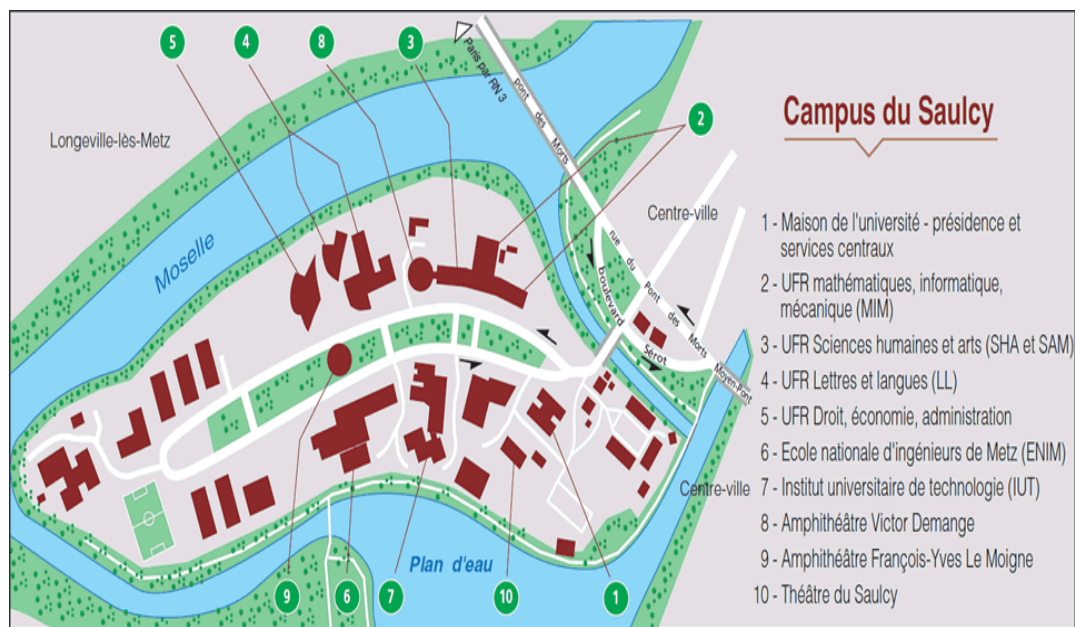 5
4
8
3
2
Paris par RN 3
Pont des Morts
Longeville-lès-Metz
Moselle
Centre-ville
rue du Pont des Morts
boulevard Sérot
Moyen-Pont
Centre-ville
Plan d'eau
9
6
7
10
1
Campus du Saulcy
1 - Maison de l'université - présidence et
services centraux
2 - UFR mathématiques, informatique,
mécanique (MIM)
3 - UFR Sciences humaines et arts (SHA et SAM)
4 - UFR Lettres et langues (LL)
5 - UFR Droit, économie, administration
6 - Ecole nationale d'ingénieurs de Metz (ENIM)
7 - Institut universitaire de technologie (IUT)
8 - Amphithéâtre Victor Demange
9 - Amphithéâtre François-Yves Le Moigne
10 - Théâtre du Saulcy